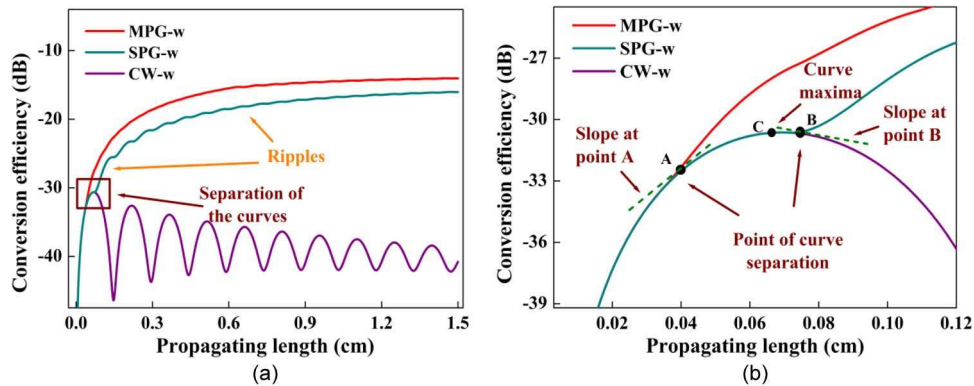 MPG-w
SPG-w
CW-w
-10
-20
-30
-40
Conversion efficiency (dB)
Ripples
Separation of
the curves
0.0 0.3 0.6 0.9 1.2 1.5
Propagating length (cm)
(a)
MPG-w
SPG-w
CW-w
-27
-30
-33
-36
-39
Conversion efficiency (dB)
Curve
maxima
Slope at
point A
A
C
B
Slope at
point B
Point of curve
separation
0.02 0.04 0.06 0.08 0.10 0.12
Propagating length (cm)
(b)